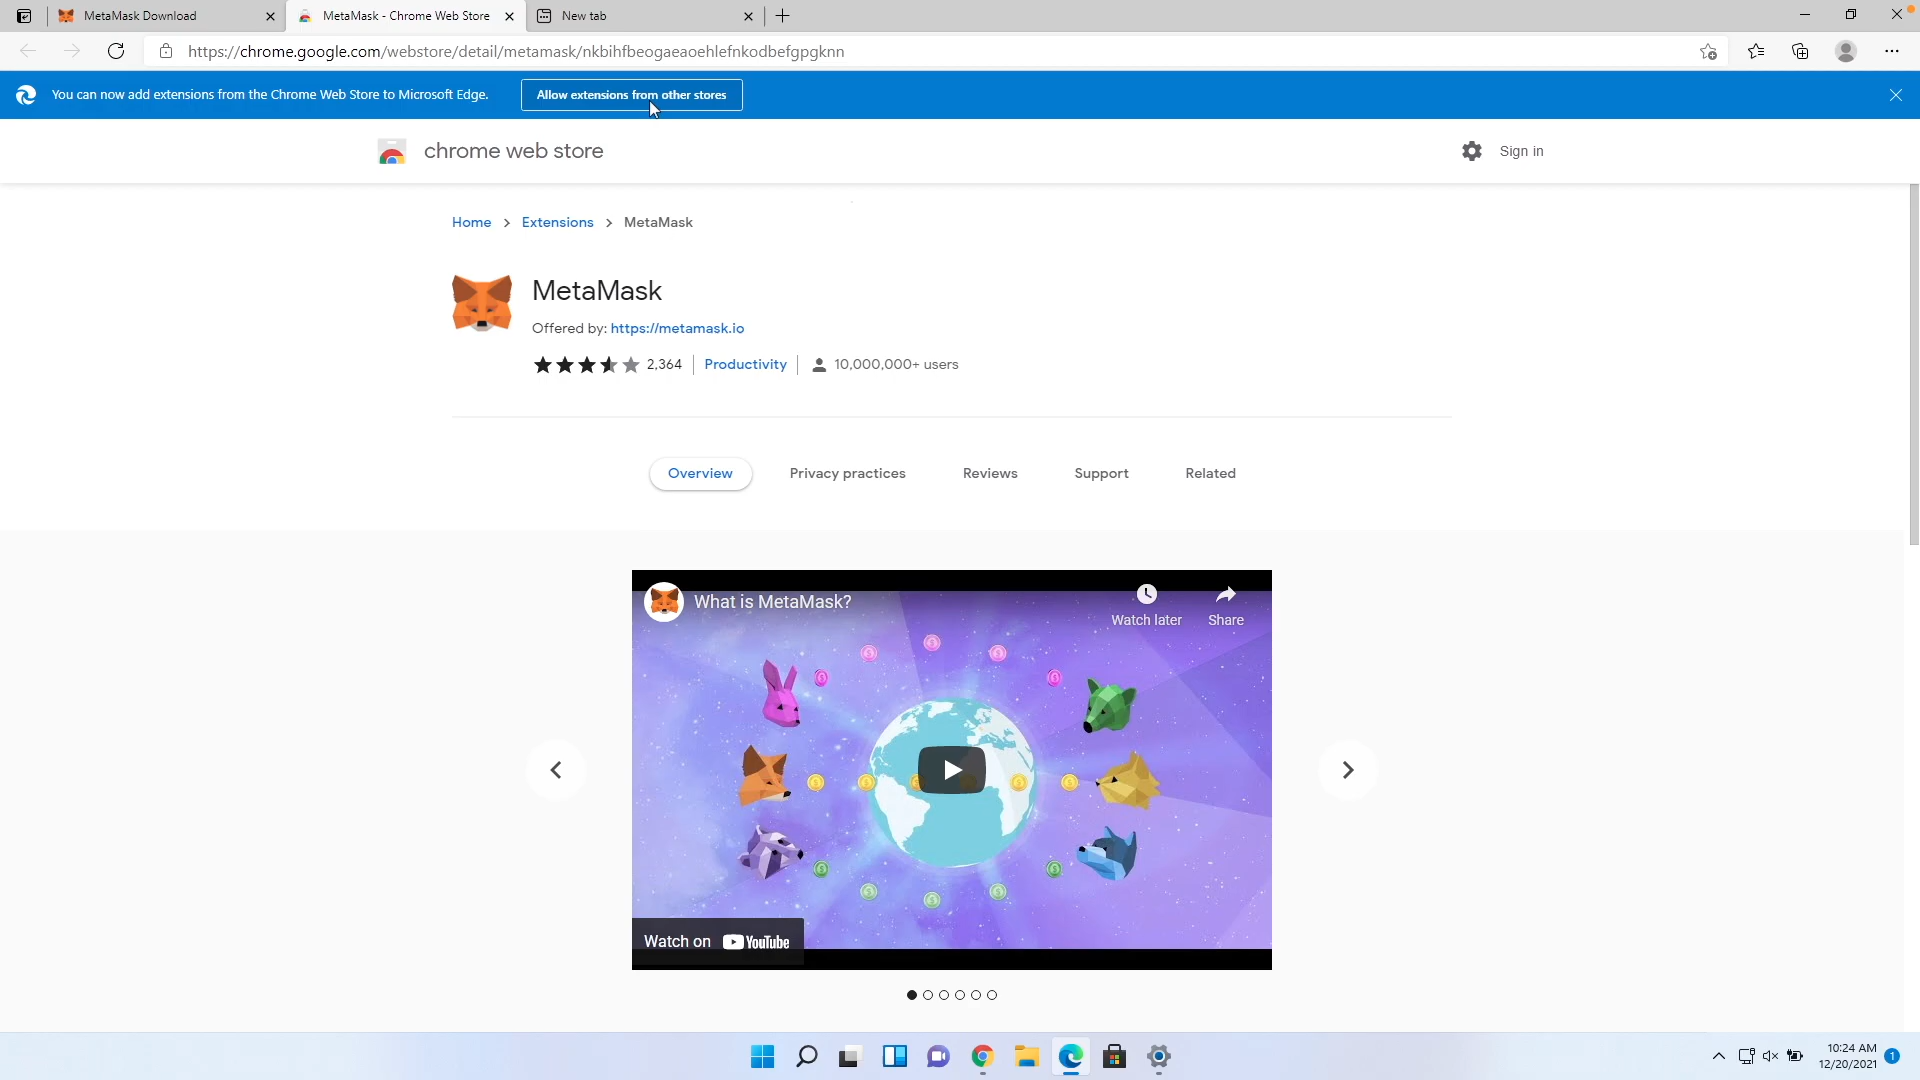 MetaMask Download
MetaMask - Chrome Web Store
New tab
https://chrome.google.com/webstore/detail/metamask/nkbihfbeogaeaoehlefnkodbefgpgknn
You can now add extensions from the Chrome Web Store to Microsoft Edge.
Allow extensions from other stores
chrome web store
Sign in
Home > Extensions > MetaMask
MetaMask
Offered by: https://metamask.io
2,364
Productivity
10,000,000+ users
Overview
Privacy practices
Reviews
Support
Related
What is MetaMask?
Watch later
Share
Watch on YouTube
10:24 AM
12/20/2021
1